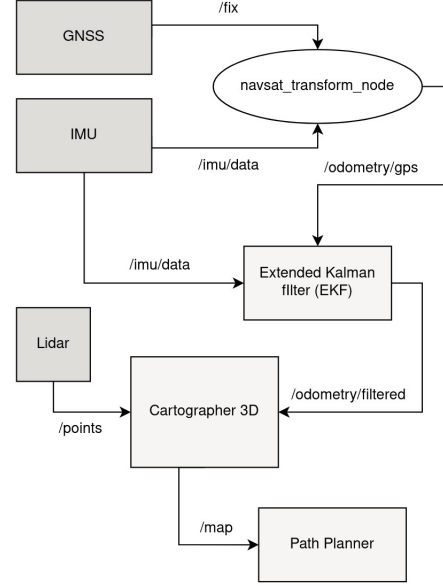 /fix
GNSS
navsat_transform_node
IMU
/imu/data
/odometry/gps
/imu/data
Extended Kalman
fIlter (EKF)
Lidar
/odometry/filtered
Cartographer 3D
/points
/map
Path Planner